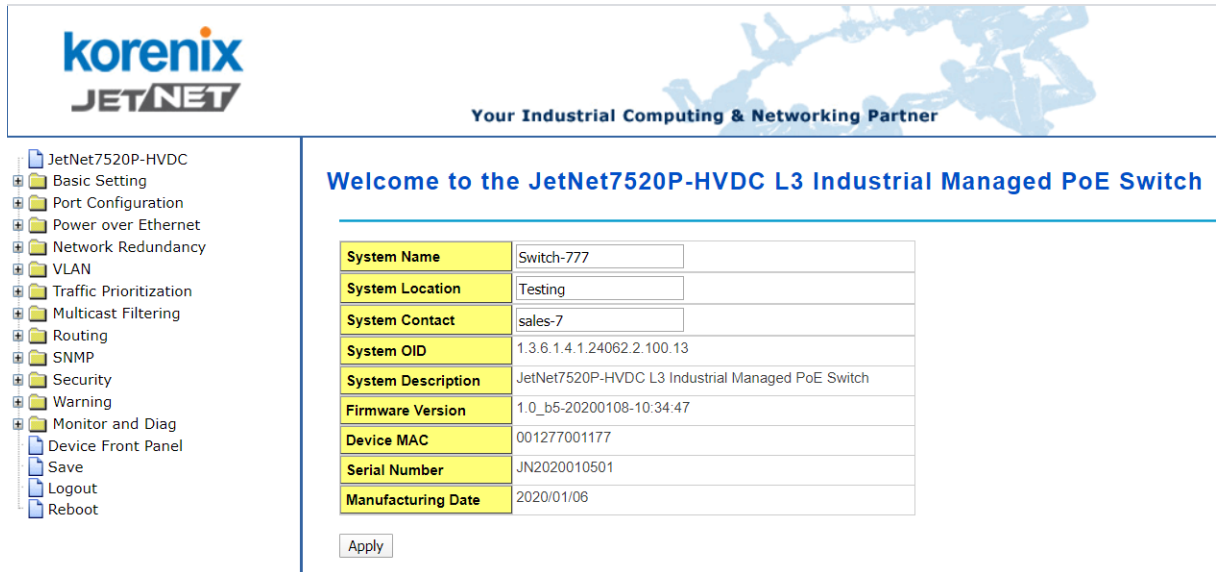 korenix
JETNET
Your Industrial Computing & Networking Partner
JetNet7520P-HVDC
Basic Setting
Port Configuration
Power over Ethernet
Network Redundancy
VLAN
Traffic Prioritization
Multicast Filtering
Routing
SNMP
Security
Warning
Monitor and Diag
Device Front Panel
Save
Logout
Reboot
Welcome to the JetNet7520P-HVDC L3 Industrial Managed PoE Switch
System Name Switch-777
System Location Testing
System Contact sales-7
System OID 1.3.6.1.4.1.24062.2.100.13
System Description JetNet7520P-HVDC L3 Industrial Managed PoE Switch
Firmware Version 1.0_b5-20200108-10:34:47
Device MAC 001277001177
Serial Number JN2020010501
Manufacturing Date 2020/01/06
Apply